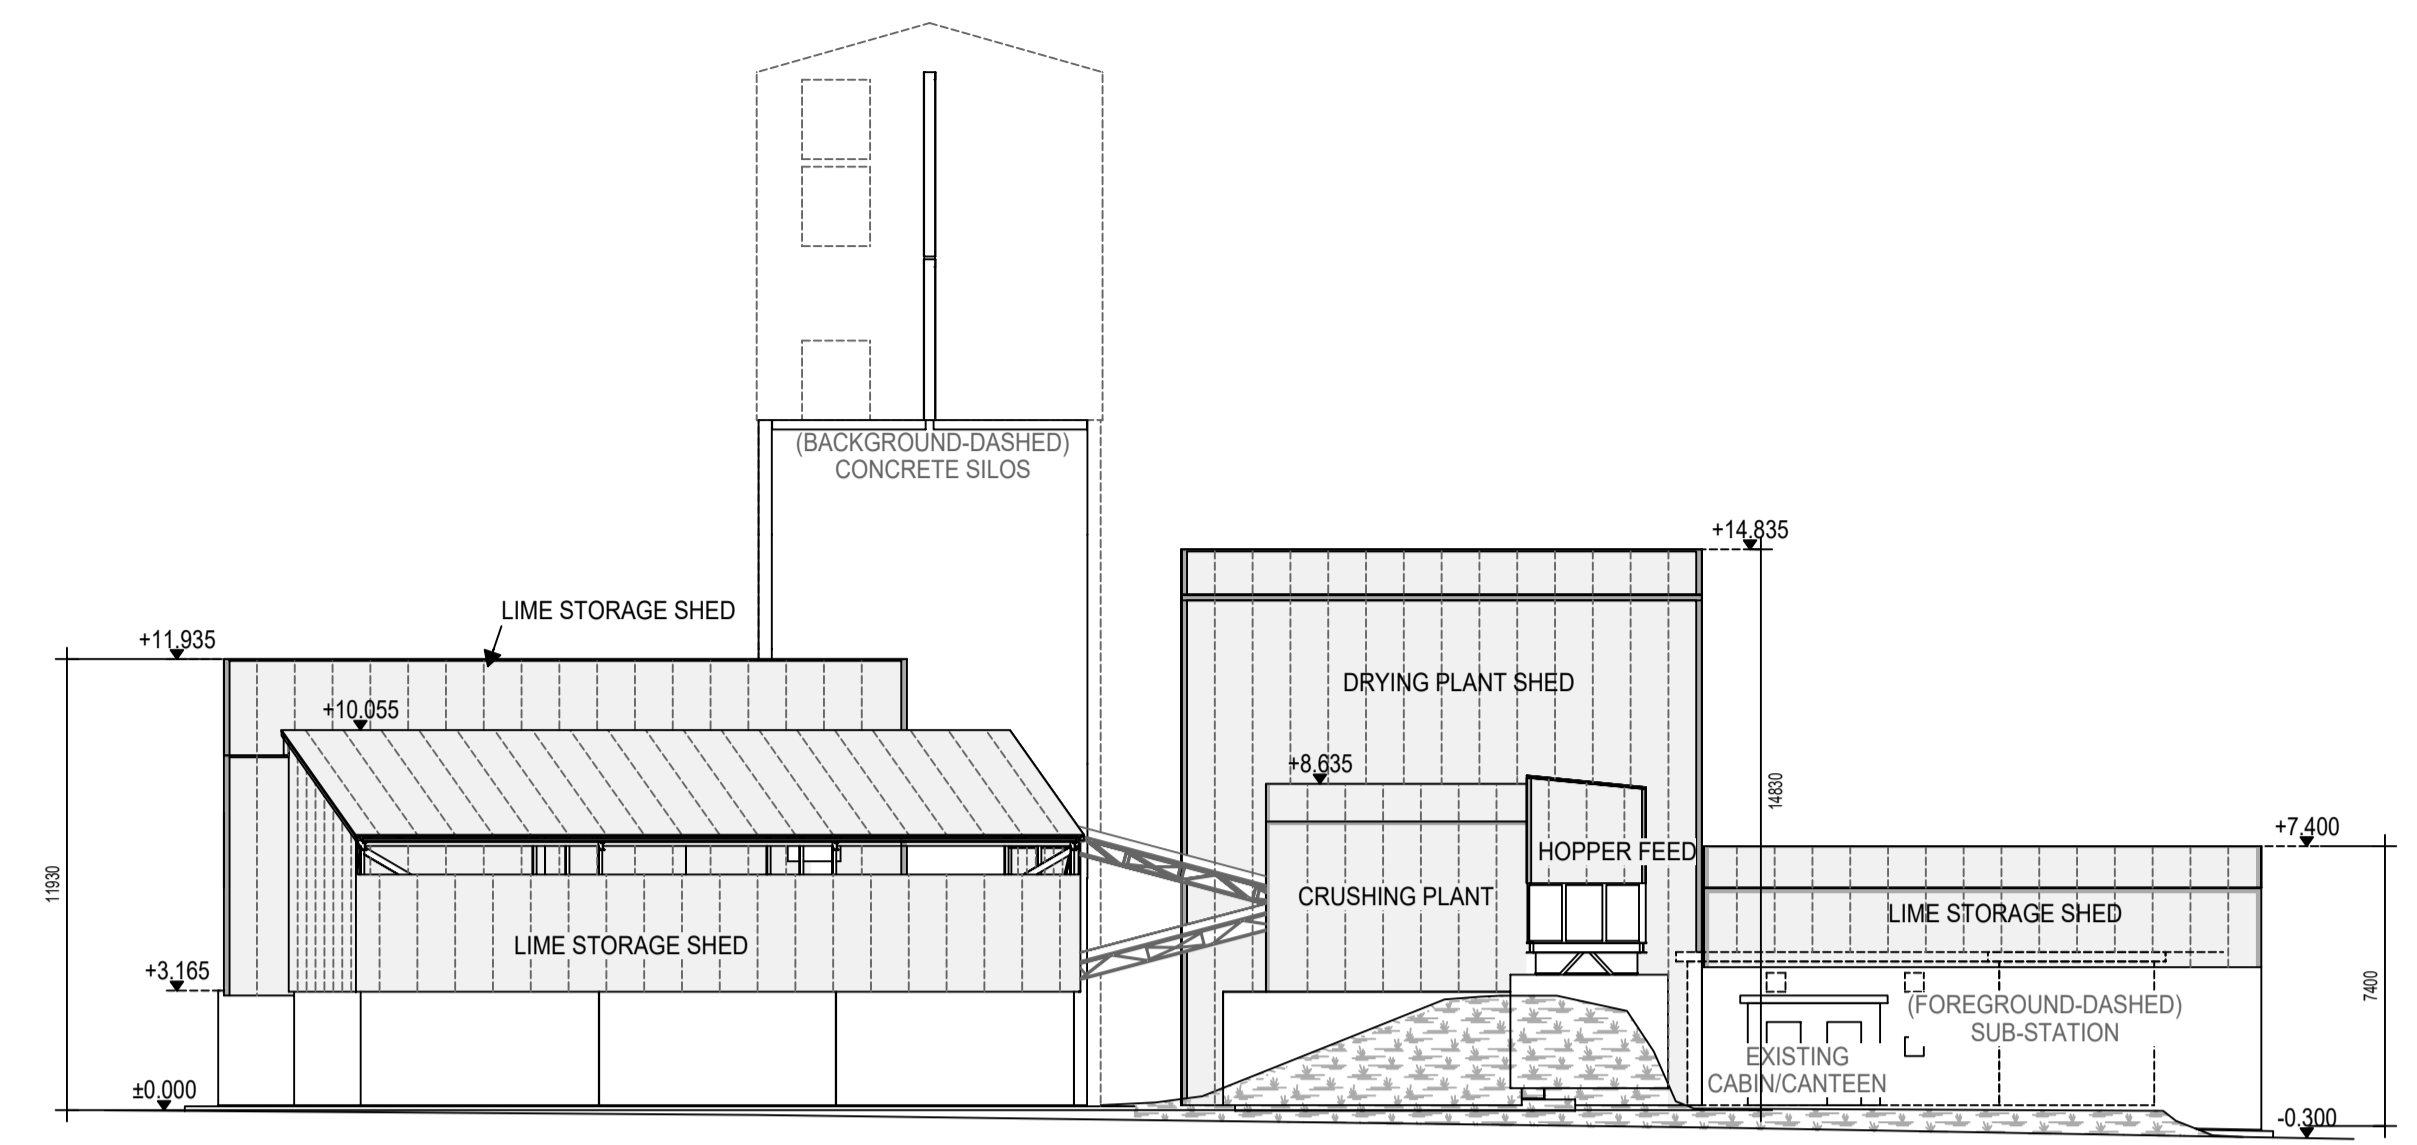 (BACKGROUND-DASHED)
CONCRETE SILOS
+14.835
LIME STORAGE SHED
+11.935
DRYING PLANT SHED
+10.055
+8.635
14830
+7.400
HOPPER FEED
11930
CRUSHING PLANT
LIME STORAGE SHED
LIME STORAGE SHED
+3.165
7400
(FOREGROUND-DASHED)
SUB-STATION
EXISTING
CABIN/CANTEEN
±0.000
-0.300